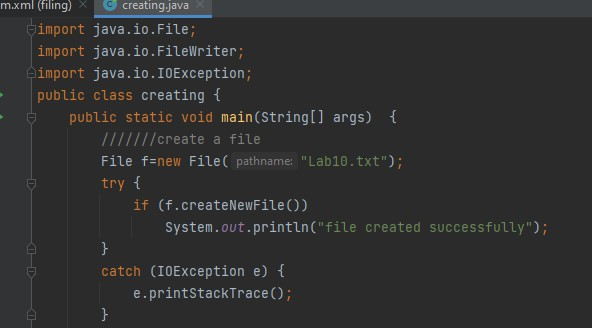 m.xml (filing) × creating.java ×
import java.io.File;
import java.io.FileWriter;
import java.io.IOException;
public class creating {
public static void main(String[] args)  {
///////create a file
File f=new File( pathname: "Lab10.txt");
try {
if (f.createNewFile())
System.out.println("file created successfully");
}
catch (IOException e) {
e.printStackTrace();
}